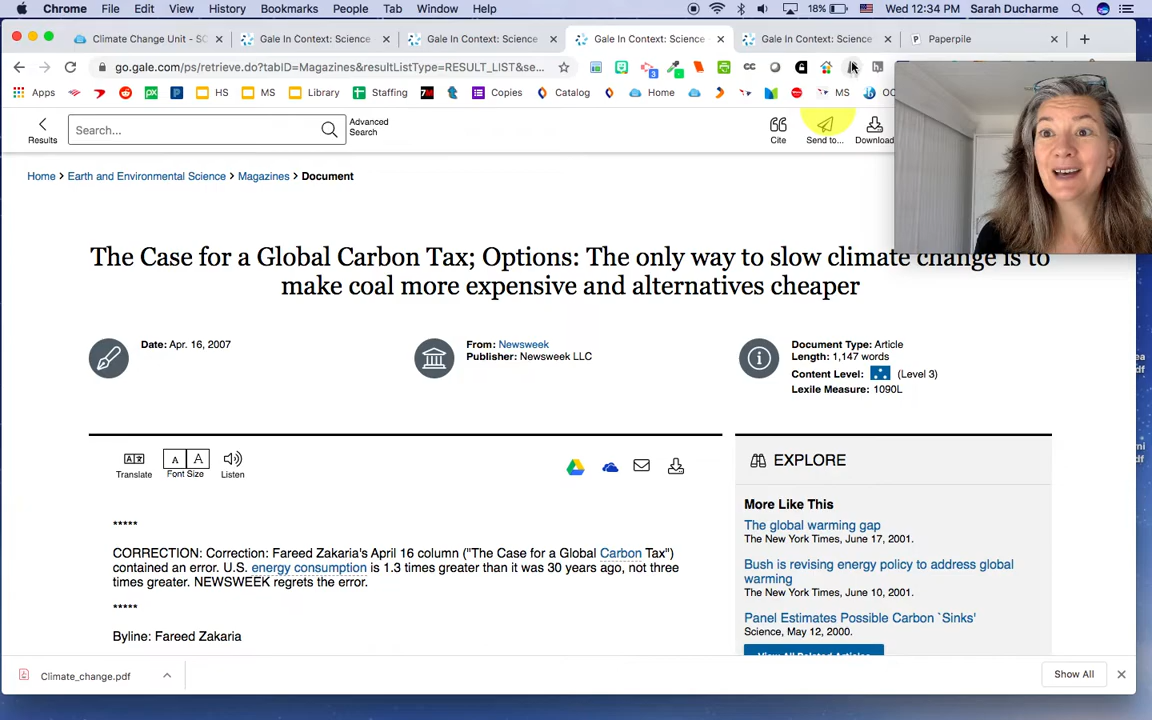 Chrome File Edit View History Bookmarks People Tab Window Help 18% Wed 12:34 PM Sarah Ducharme
Climate Change Unit - SC Gale In Context: Science Gale In Context: Science Gale In Context: Science Gale In Context: Science Paperpile
go.gale.com/ps/retrieve.do?tabID=Magazines&resultListType=RESULT_LIST&se... 3 CC
Apps HS MS Library Staffing Copies Catalog Home MS OC
Results Search... Advanced
Search Cite Send to... Download
Home > Earth and Environmental Science > Magazines > Document
The Case for a Global Carbon Tax; Options: The only way to slow climate change is to
make coal more expensive and alternatives cheaper
Date: Apr. 16, 2007
From: Newsweek
Publisher: Newsweek LLC
Document Type: Article
Length: 1,147 words
Content Level: (Level 3)
Lexile Measure: 1090L
Translate A A Font Size Listen
EXPLORE
More Like This
The global warming gap
The New York Times, June 17, 2001.
Bush is revising energy policy to address global
warming
The New York Times, June 10, 2001.
Panel Estimates Possible Carbon `Sinks'
Science, May 12, 2000.
View All Related Articles
*****
CORRECTION: Correction: Fareed Zakaria's April 16 column ("The Case for a Global Carbon Tax")
contained an error. U.S. energy consumption is 1.3 times greater than it was 30 years ago, not three
times greater. NEWSWEEK regrets the error.
*****
Byline: Fareed Zakaria
Climate_change.pdf Show All